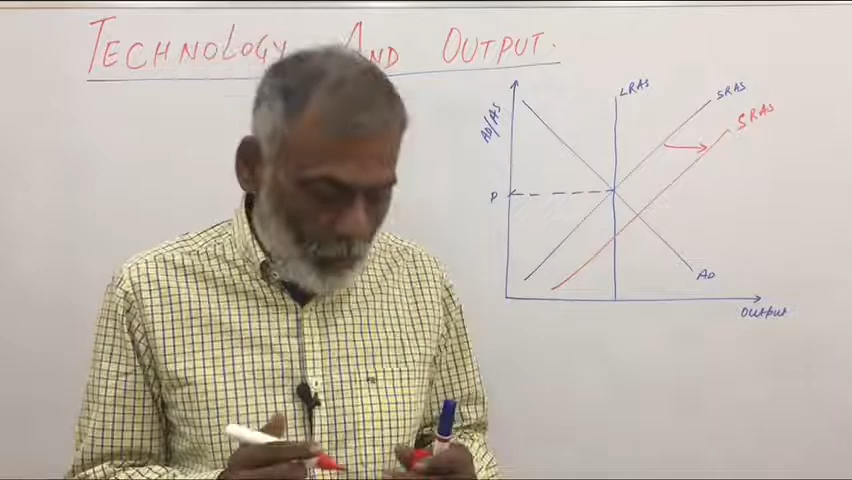 TECHNOLOGY AND OUTPUT.
LRAS
SRAS
SRAS
AD/AS
P
AD
OUtPUt